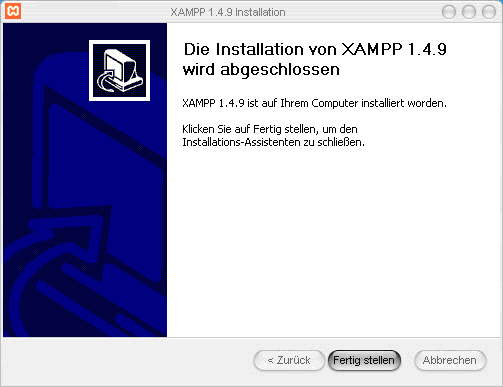 XAMPP 1.4.9 Installation
Die Installation von XAMPP 1.4.9
wird abgeschlossen
XAMPP 1.4.9 ist auf Ihrem Computer installiert worden.
Klicken Sie auf Fertig stellen, um den
Installations-Assistenten zu schließen.
< Zurück Fertig stellen Abbrechen